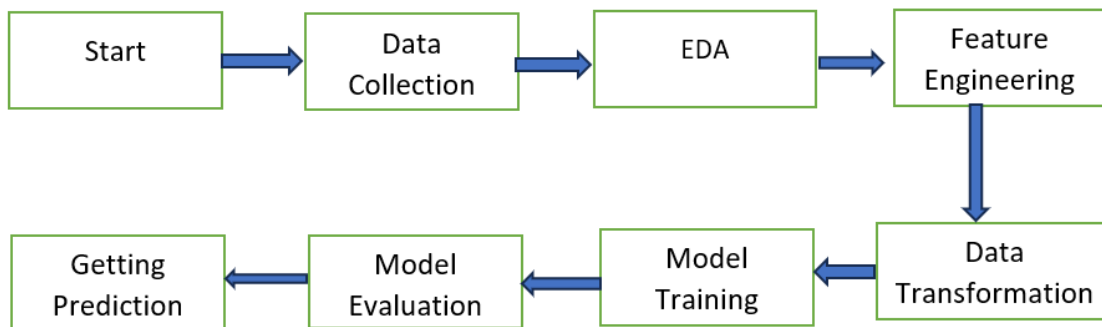 Start
Data
Collection
EDA
Feature
Engineering
Data
Transformation
Model
Training
Model
Evaluation
Getting
Prediction